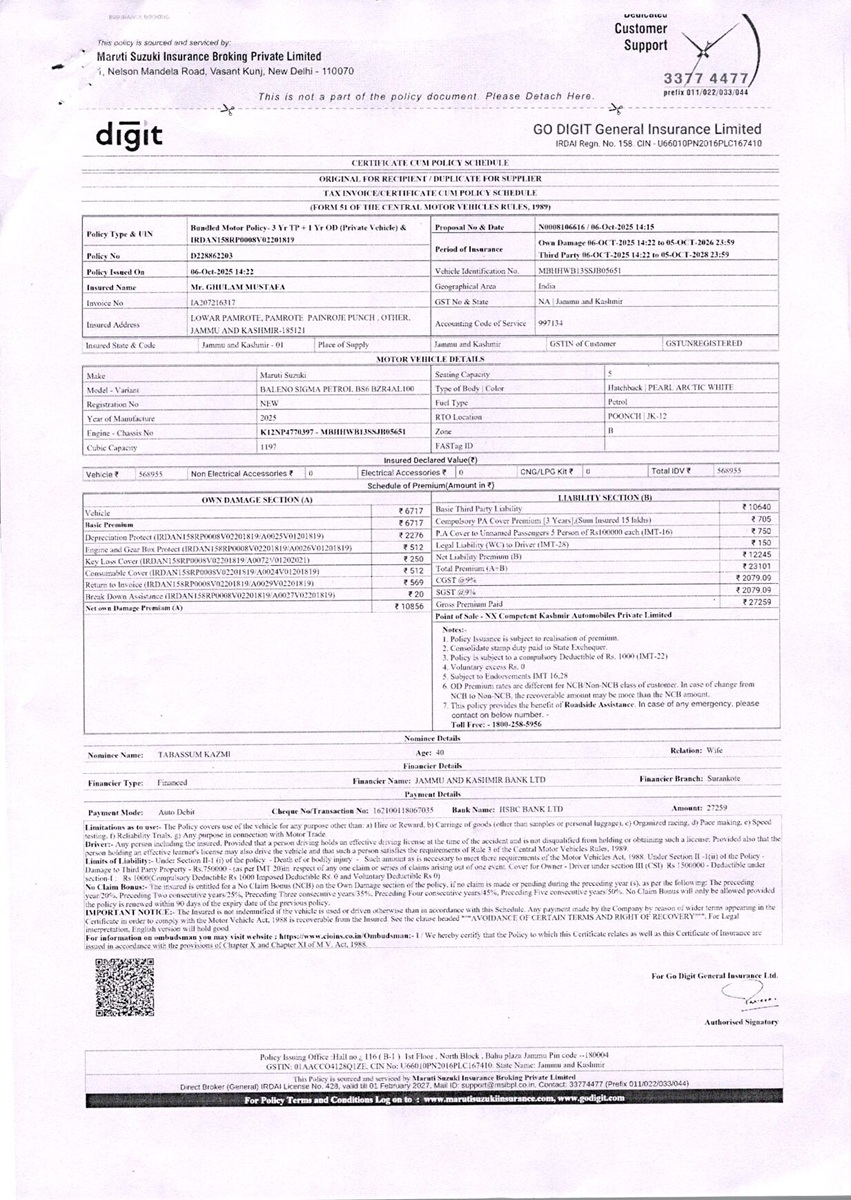 This policy is sourced and serviced by:
Maruti Suzuki Insurance Broking Private Limited
1, Nelson Mandela Road, Vasant Kunj, New Delhi - 110070
Customer
Support
3377 4477
prefix 011/022/033/044
This is not a part of the policy document. Please Detach Here.
digit
GO DIGIT General Insurance Limited
IRDAI Regn. No. 158. CIN - U66010PN2016PLC167410
CERTIFICATE CUM POLICY SCHEDULE
ORIGINAL FOR RECIPIENT / DUPLICATE FOR SUPPLIER
TAX INVOICE/CERTIFICATE CUM POLICY SCHEDULE
(FORM 51 OF THE CENTRAL MOTOR VEHICLES RULES, 1989)
Policy Type & UIN Bundled Motor Policy- 3 Yr TP + 1 Yr OD (Private Vehicle) & IRDAN158RP0008V02201819
Proposal No & Date N0008106616 / 06-Oct-2025 14:15
Policy No D228862203
Period of Insurance Own Damage 06-OCT-2025 14:22 to 05-OCT-2026 23:59
Third Party 06-OCT-2025 14:22 to 05-OCT-2028 23:59
Policy Issued On 06-Oct-2025 14:22
Vehicle Identification No. MBHHWB13SSJB05651
Insured Name Mr. GHULAM MUSTAFA
Geographical Area India
Invoice No IA207216317
GST No & State NA | Jammu and Kashmir
Insured Address LOWAR PAMROTE, PAMROTE PAINROJE PUNCH , OTHER,
JAMMU AND KASHMIR-185121
Accounting Code of Service 997134
Insured State & Code Jammu and Kashmir - 01 Place of Supply Jammu and Kashmir GSTIN of Customer GSTUNREGISTERED
MOTOR VEHICLE DETAILS
Make Maruti Suzuki Seating Capacity 5
Model - Variant BALENO SIGMA PETROL BS6 BZR4AL100 Type of Body | Color Hatchback | PEARL ARCTIC WHITE
Registration No NEW Fuel Type Petrol
Year of Manufacture 2025 RTO Location POONCH | JK-12
Engine - Chassis No K12NP4770397 - MBHHWB13SSJB05651 Zone B
Cubic Capacity 1197 FASTag ID
Insured Declared Value(₹)
Vehicle ₹ 568955 Non Electrical Accessories ₹ 0 Electrical Accessories ₹ 0 CNG/LPG Kit ₹ 0 Total IDV ₹ 568955
Schedule of Premium(Amount in ₹)
OWN DAMAGE SECTION (A)
Vehicle ₹ 6717
Basic Premium ₹ 6717
Depreciation Protect (IRDAN158RP0008V02201819/A0025V01201819) ₹ 2276
Engine and Gear Box Protect (IRDAN158RP0008V02201819/A0026V01201819) ₹ 512
Key Loss Cover (IRDAN158RP0008V02201819/A0072V01202021) ₹ 250
Consumable Cover (IRDAN158RP0008V02201819/A0024V01201819) ₹ 512
Return to Invoice (IRDAN158RP0008V02201819/A0029V02201819) ₹ 569
Break Down Assistance (IRDAN158RP0008V02201819/A0027V02201819) ₹ 20
Net own Damage Premium (A) ₹ 10856
LIABILITY SECTION (B)
Basic Third Party Liability ₹ 10640
Compulsory PA Cover Premium [3 Years].(Sum Insured 15 lakhs) ₹ 705
P.A Cover to Unnamed Passengers 5 Person of Rs100000 each (IMT-16) ₹ 750
Legal Liability (WC) to Driver (IMT-28) ₹ 150
Net Liability Premium (B) ₹ 12245
Total Premium (A+B) ₹ 23101
CGST @9% ₹ 2079.09
SGST @9% ₹ 2079.09
Gross Premium Paid ₹ 27259
Point of Sale - NX Competent Kashmir Automobiles Private Limited
Notes:-
1. Policy Issuance is subject to realisation of premium.
2. Consolidate stamp duty paid to State Exchequer.
3. Policy is subject to a compulsory Deductible of Rs. 1000 (IMT-22)
4. Voluntary excess Rs. 0
5. Subject to Endorsements IMT 16,28
6. OD Premium rates are different for NCB/Non-NCB class of customer. In case of change from
NCB to Non-NCB, the recoverable amount may be more than the NCB amount.
7. This policy provides the benefit of Roadside Assistance. In case of any emergency, please
contact on below number. -
Toll Free: - 1800-258-5956
Nominee Details
Nominee Name: TABASSUM KAZMI Age: 40 Relation: Wife
Financier Details
Financier Type: Financed Financier Name: JAMMU AND KASHMIR BANK LTD Financier Branch: Surankote
Payment Details
Payment Mode: Auto Debit Cheque No/Transaction No: 162100118067035 Bank Name: HSBC BANK LTD Amount: 27259
Limitations as to use:- The Policy covers use of the vehicle for any purpose other than: a) Hire or Reward, b) Carriage of goods (other than samples or personal luggage), c) Organized racing, d) Pace making, e) Speed
testing, f) Reliability Trials, g) Any purpose in connection with Motor Trade.
Driver:- Any person including the insured. Provided that a person driving holds an effective driving license at the time of the accident and is not disqualified from holding or obtaining such a license. Provided also that the
person holding an effective learner's license may also drive the vehicle and that such a person satisfies the requirements of Rule 3 of the Central Motor Vehicles Rules, 1989
Limits of Liability:- Under Section II-1 (i) of the policy - Death of or bodily injury - Such amount as is necessary to meet there requirements of the Motor Vehicles Act, 1988. Under Section II -1(ii) of the Policy -
Damage to Third Party Property - Rs.750000 - (as per IMT 20)in respect of any one claim or series of claims arising out of one event. Cover for Owner - Driver under section III (CSI) Rs 1500000 - Deductible under
section-I : Rs 1000(Compulsory Deductible Rs 1000 Imposed Deductible Rs. 0 and Voluntary Deductible Rs 0)
No Claim Bonus:- The insured is entitled for a No Claim Bonus (NCB) on the Own Damage section of the policy, if no claim is made or pending during the preceding year (s), as per the following: The preceding
year/20%, Preceding Two consecutive years/25%, Preceding Three consecutive years/35%, Preceding Four consecutive years/45%, Preceding Five consecutive years/50%. No Claim Bonus will only be allowed provided
the policy is renewed within 90 days of the expiry date of the previous policy.
IMPORTANT NOTICE:- The Insured is not indemnified if the vehicle is used or driven otherwise than in accordance with this Schedule. Any payment made by the Company by reason of wider terms appearing in the
Certificate in order to comply with the Motor Vehicle Act, 1988 is recoverable from the Insured. See the clause headed """AVOIDANCE OF CERTAIN TERMS AND RIGHT OF RECOVERY""". For Legal
interpretation, English version will hold good
For information on ombudsman you may visit website : https://www.cioins.co.in/Ombudsman:- I / We hereby certify that the Policy to which this Certificate relates as well as this Certificate of Insurance are
issued in accordance with the provisions of Chapter X and Chapter XI of M.V. Act, 1988.
For Go Digit General Insurance Ltd.
Authorised Signatory
Policy Issuing Office :Hall no ¿ 116 ( B-1 ) 1st Floor , North Block , Bahu plaza Jammu Pin code --180004
GSTIN: 01AACCO4128Q1ZE, CIN No: U66010PN2016PLC167410. State Name: Jammu and Kashmir
This Policy is sourced and serviced by Maruti Suzuki Insurance Broking Private Limited
Direct Broker (General) IRDAI License No. 428, valid till 01 February 2027, Mail ID: support@msibpl.co.in, Contact: 33774477 (Prefix 011/022/033/044)
For Policy Terms and Conditions Log on to : www.marutisuzukiinsurance.com, www.godigit.com